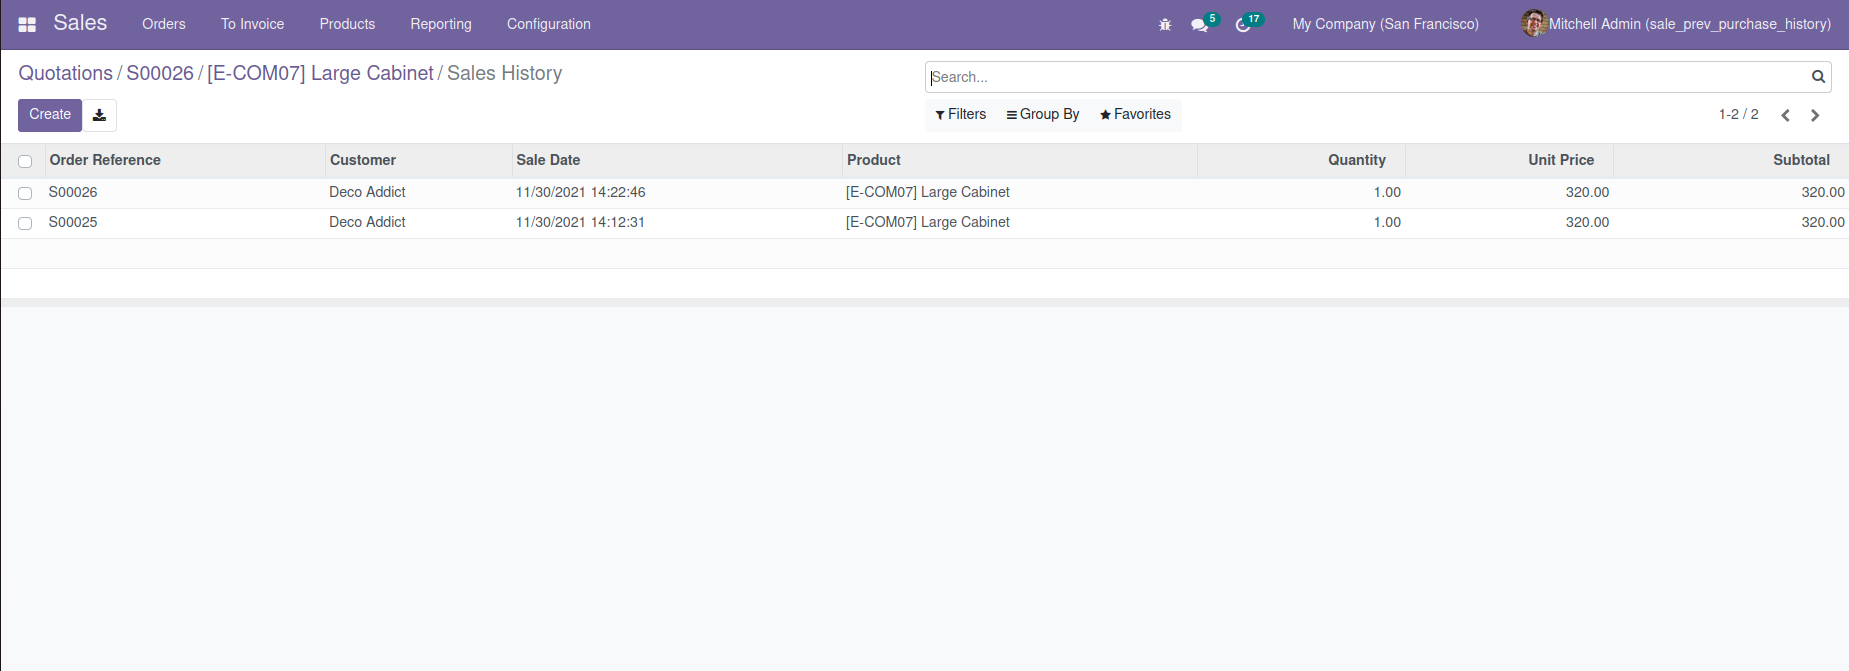 Sales Orders To Invoice Products Reporting Configuration 5 17 My Company (San Francisco) Mitchell Admin (sale_prev_purchase_history)
Quotations / S00026 / [E-COM07] Large Cabinet / Sales History
Search...
Create Filters Group By Favorites 1-2 / 2
Order Reference Customer Sale Date Product Quantity Unit Price Subtotal
S00026 Deco Addict 11/30/2021 14:22:46 [E-COM07] Large Cabinet 1.00 320.00 320.00
S00025 Deco Addict 11/30/2021 14:12:31 [E-COM07] Large Cabinet 1.00 320.00 320.00